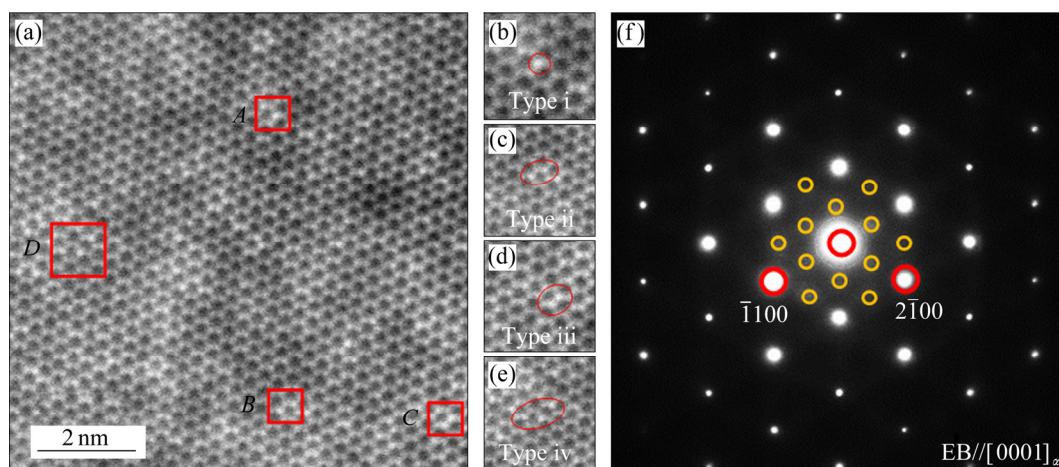 (a)
A
D
B
C
2 nm
(b)
Type i
(c)
Type ii
(d)
Type iii
(e)
Type iv
(f)
1̅100
21̅00
EB//[0001]α